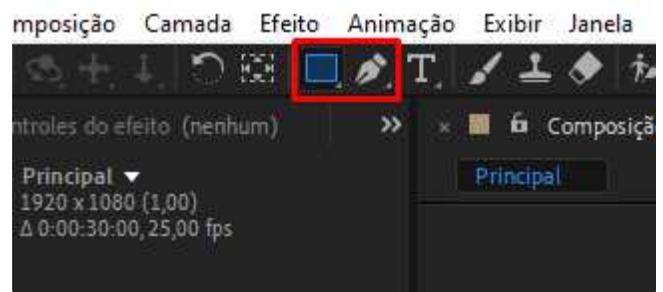 mposição Camada Efeito Animação Exibir Janela
T
ntroles do efeito (nenhum) » × Composiçã
Principal
Principal
1920 x 1080 (1,00)
Δ 0:00:30:00, 25,00 fps